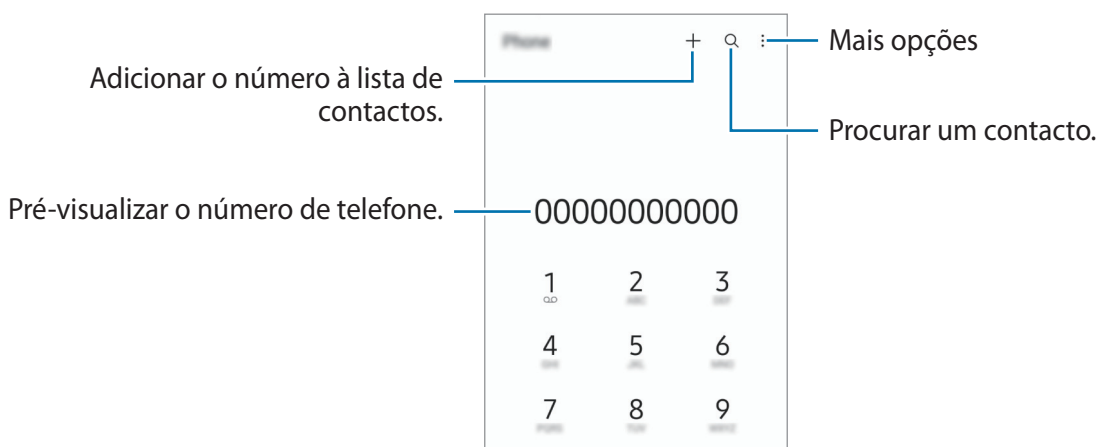 Phone
Mais opções
Adicionar o número à lista de
contactos.
Procurar um contacto.
Pré-visualizar o número de telefone.
00000000000
1 2 3
ABC DEF
4 5 6
GHI JKL MNO
7 8 9
PQRS TUV WXYZ